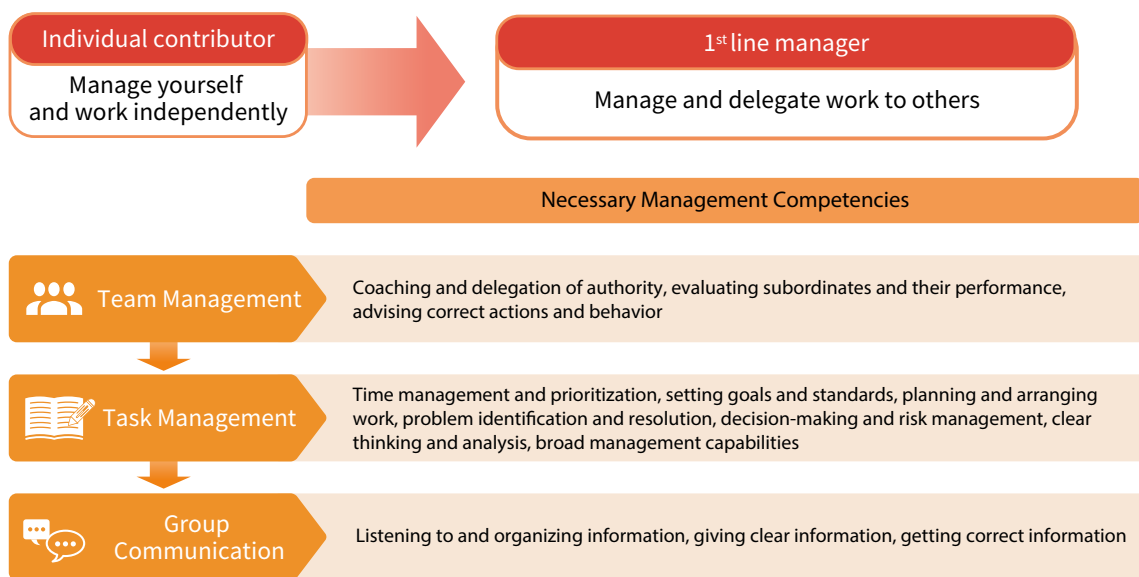 Individual contributor
Manage yourself
and work independently
1st line manager
Manage and delegate work to others
Necessary Management Competencies
Team Management
Coaching and delegation of authority, evaluating subordinates and their performance,
advising correct actions and behavior
Task Management
Time management and prioritization, setting goals and standards, planning and arranging
work, problem identification and resolution, decision-making and risk management, clear
thinking and analysis, broad management capabilities
Group
Communication
Listening to and organizing information, giving clear information, getting correct information